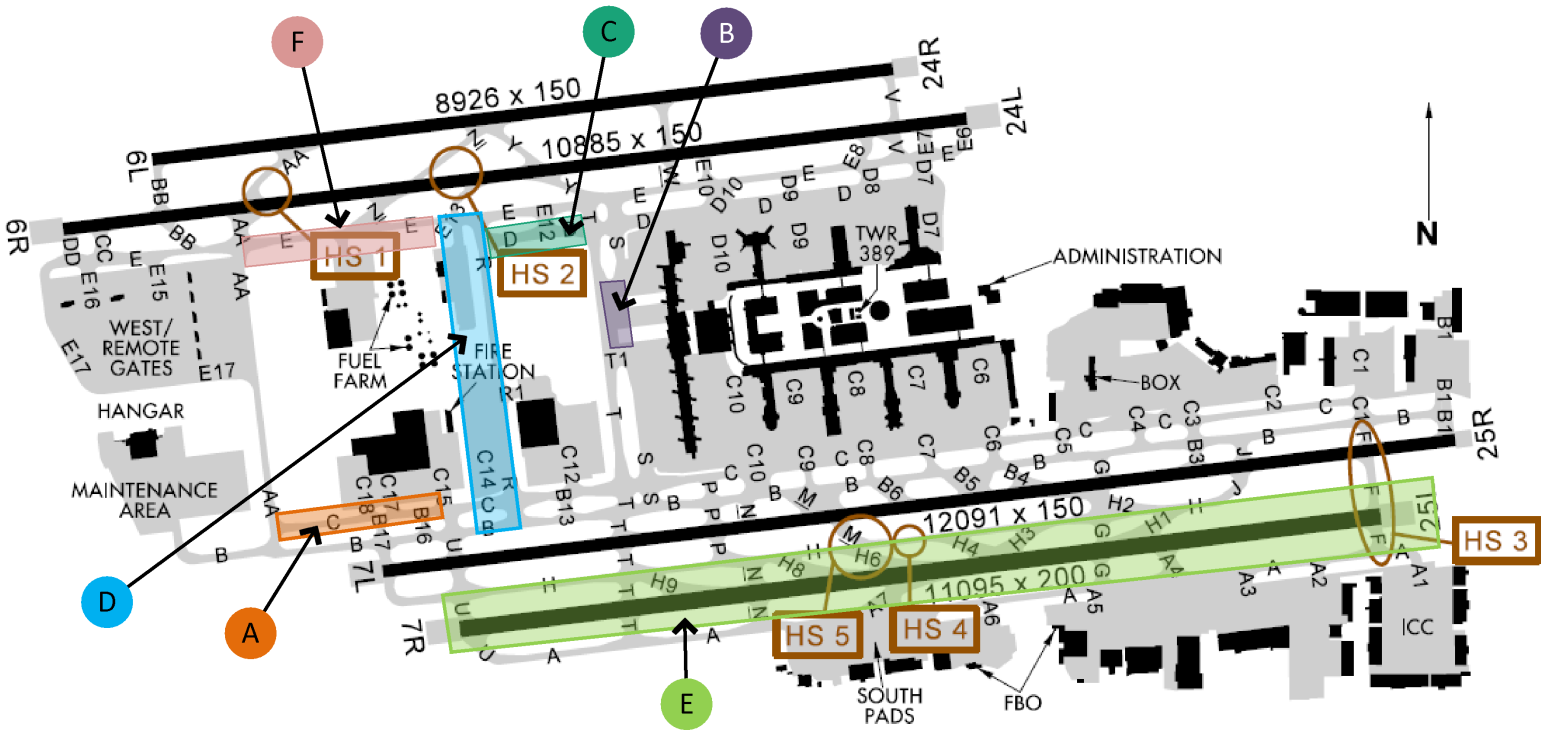 F
C
B
24R
8926 x 150
V
24L
Z
Y
10885 x 150
6L
BB
AA
W
E10
D10
E
E8
V
D8
D7
E7
E
E6
6R
DD
CC
BB
AA
Z
E
E
E13
E
D
E12
Y
T
S
E
D
D
D9
D
D7
E
E16
E15
AA
HS 1
R
HS 2
D10
D9
TWR
389
ADMINISTRATION
N
WEST/
REMOTE
GATES
E17
E17
FUEL
FARM
FIRE
STATION
R1
T1
T
C10
C9
C8
C7
C6
BOX
C1
B1
HANGAR
MAINTENANCE
AREA
AA
C18
C17
C15
C14
R
C12
S
C
C10
C9
C
C8
C7
C6
C5
C
C4
C
C3
C2
C
C1
B
B1
B1
C
B17
B16
C
B
B13
T
S
B
P
B
M
B
B6
B5
B4
B
G
B3
B
J
F
25R
B
B
7L
U
T
P
N
H
M
H6
12091 x 150
H4
H3
H2
H1
H
J
F
25L
HS 3
D
A
U
H
T
H9
P
N
H8
11095 x 200
G
G
A4
A5
A
A3
A
A2
F
A
A1
7R
U
A
T
A
N
HS 5
A7
HS 4
A6
ICC
E
SOUTH
PADS
FBO